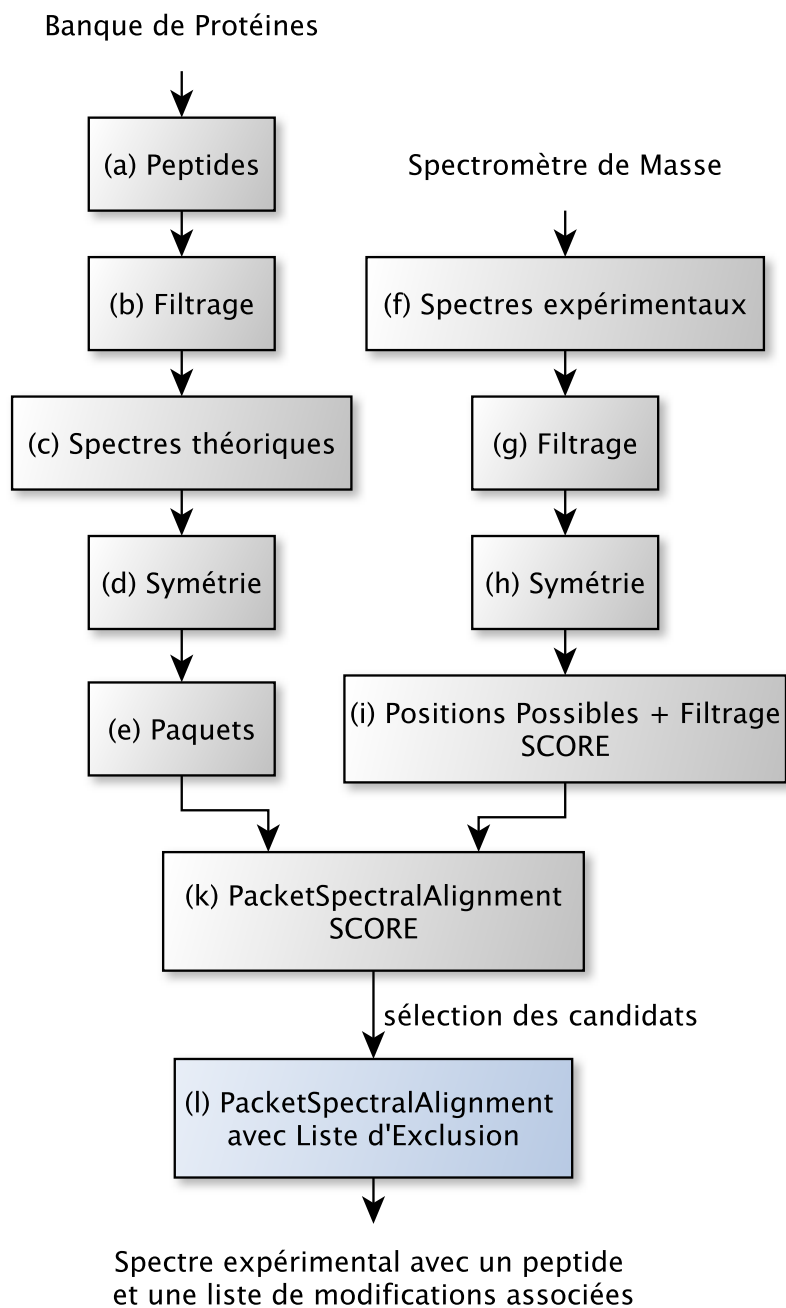 Banque de Protéines
(a) Peptides
(b) Filtrage
(c) Spectres théoriques
(d) Symétrie
(e) Paquets
Spectromètre de Masse
(f) Spectres expérimentaux
(g) Filtrage
(h) Symétrie
(i) Positions Possibles + Filtrage
SCORE
(k) PacketSpectralAlignment
SCORE
sélection des candidats
(l) PacketSpectralAlignment
avec Liste d'Exclusion
Spectre expérimental avec un peptide
et une liste de modifications associées